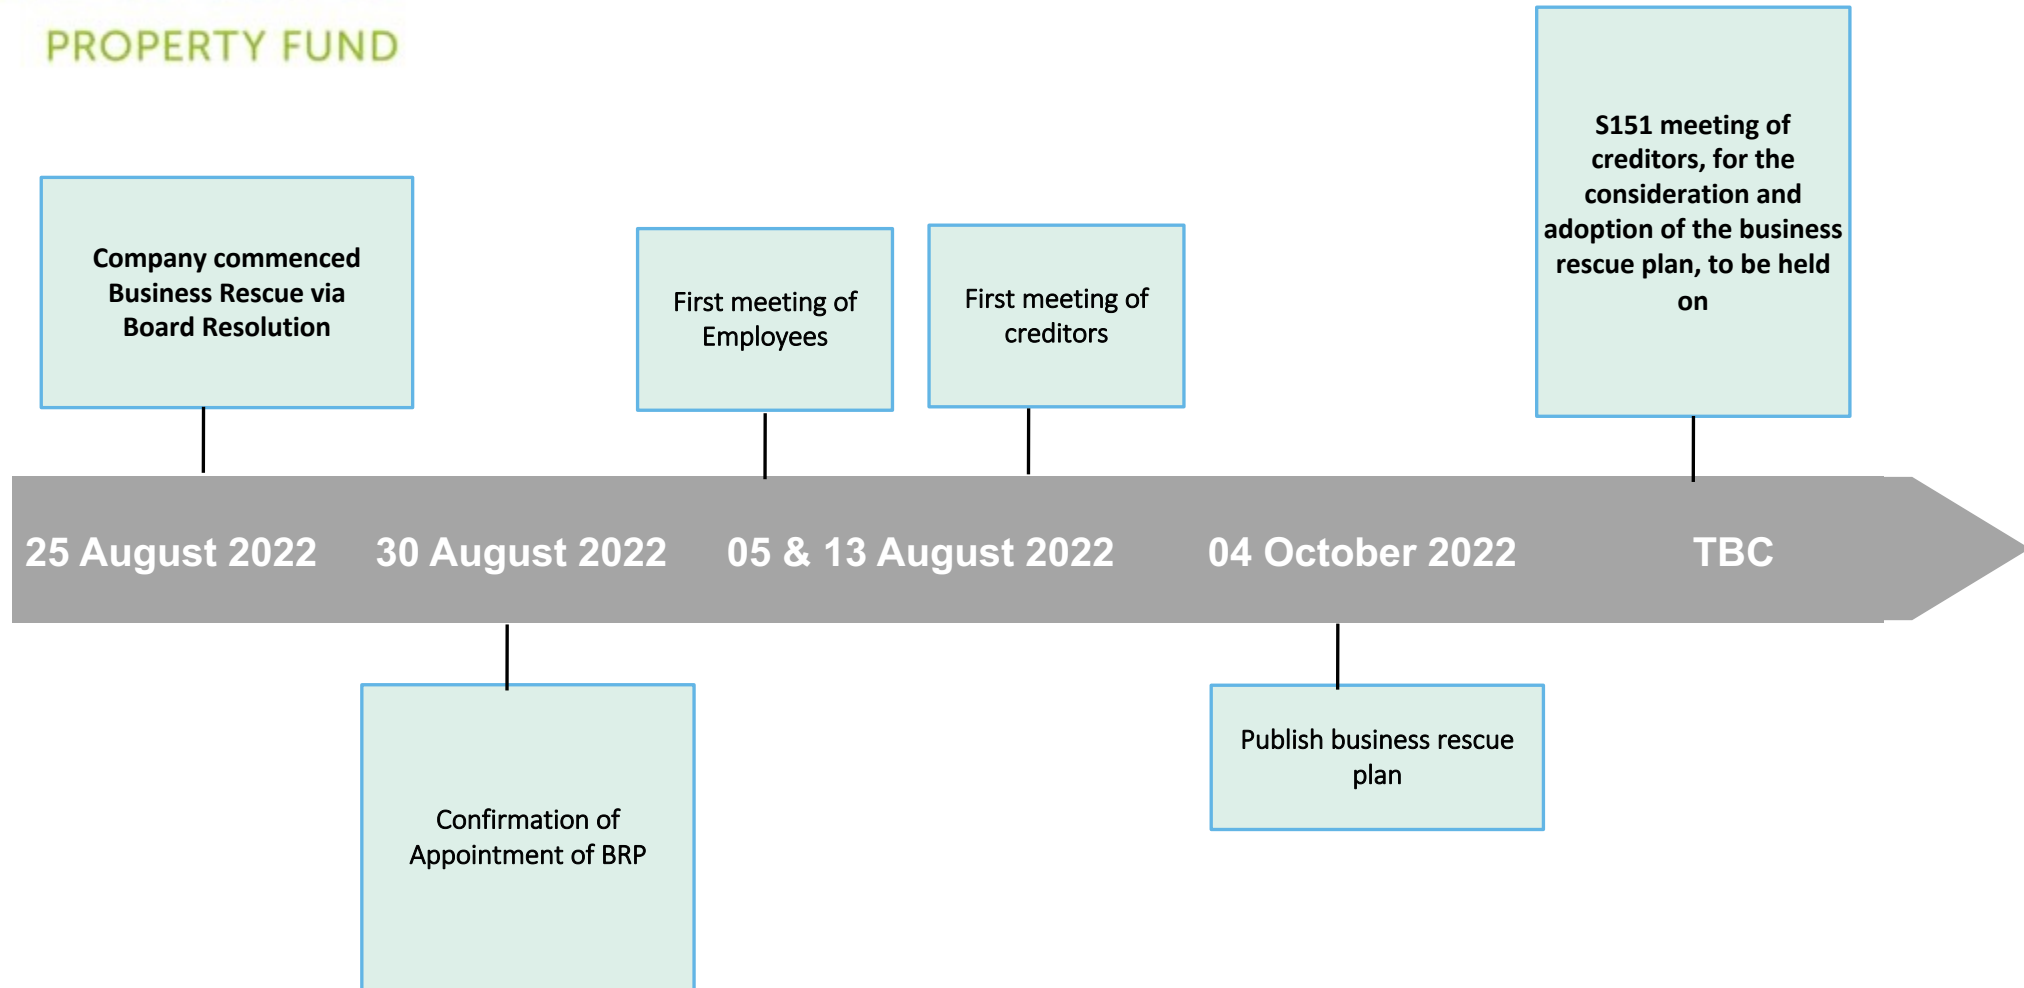 PROPERTY FUND
S151 meeting of
creditors, for the
consideration and
adoption of the business
rescue plan, to be held
on
Company commenced
Business Rescue via
Board Resolution
First meeting of
Employees
First meeting of
creditors
25 August 2022
30 August 2022
05 & 13 August 2022
04 October 2022
TBC
Confirmation of
Appointment of BRP
Publish business rescue
plan